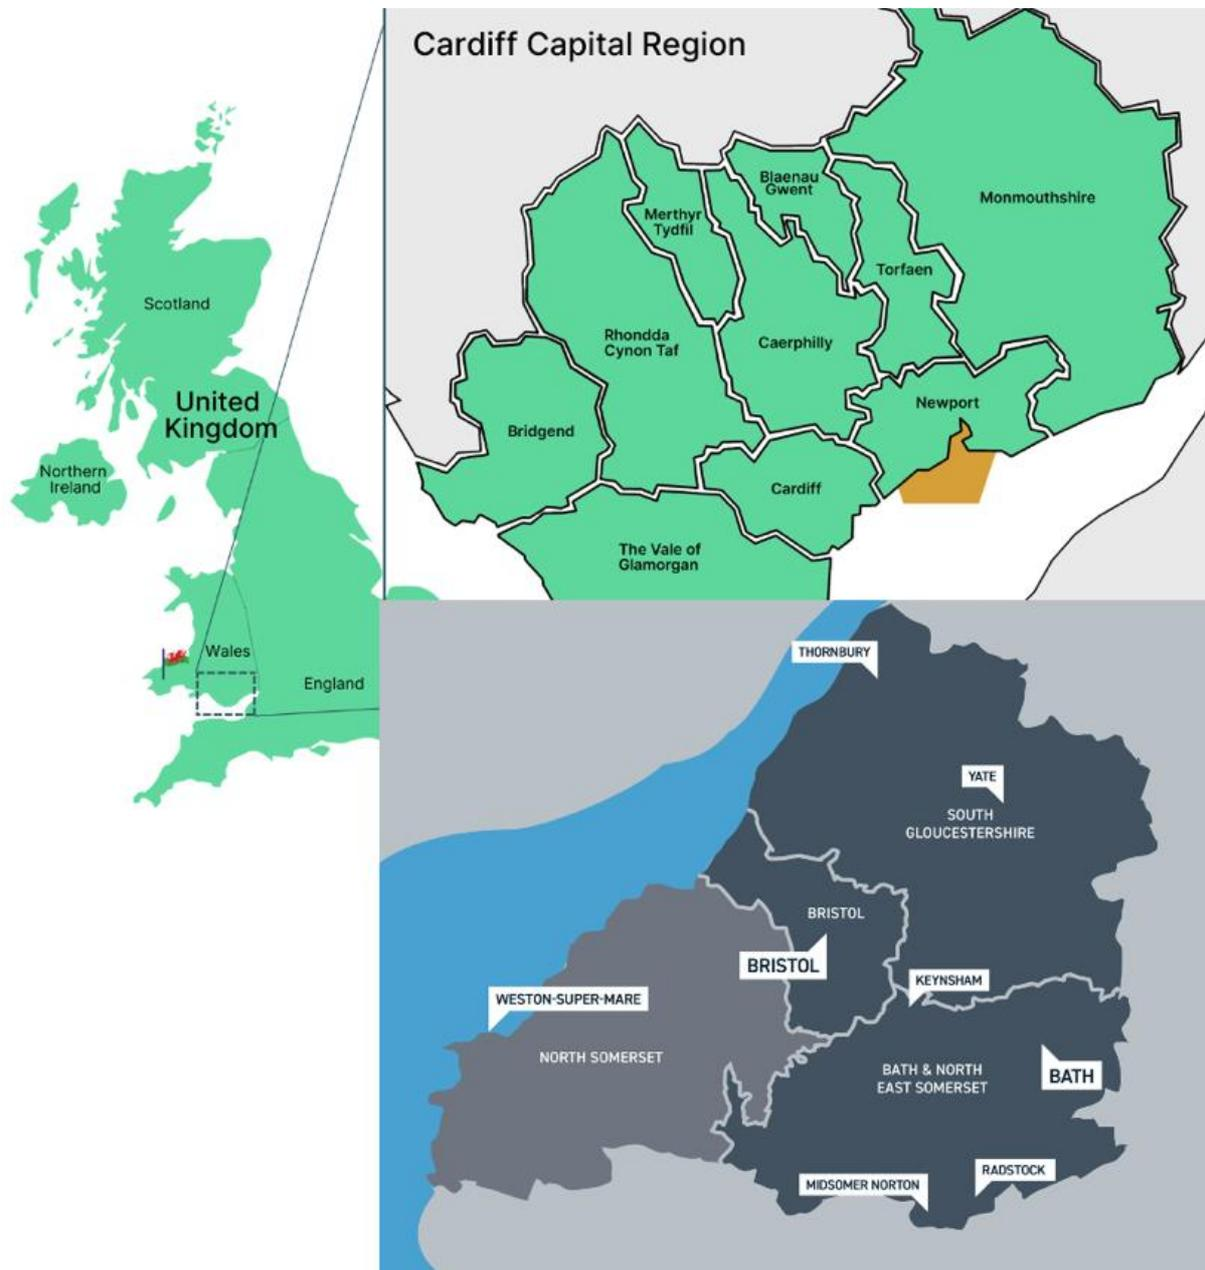 Cardiff Capital Region
Scotland
United
Kingdom
Northern
Ireland
Wales
England
Blaenau
Gwent
Merthyr
Tydfil
Monmouthshire
Torfaen
Rhondda
Cynon Taf
Caerphilly
Newport
Bridgend
Cardiff
The Vale of
Glamorgan
THORNBURY
YATE
SOUTH
GLOUCESTERSHIRE
BRISTOL
BRISTOL
KEYNSHAM
WESTON-SUPER-MARE
NORTH SOMERSET
BATH & NORTH
EAST SOMERSET
BATH
RADSTOCK
MIDSOMER NORTON